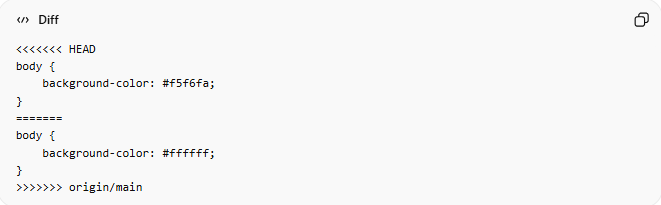 </> Diff
<<<<<<< HEAD
body {
    background-color: #f5f6fa;
}
=======
body {
    background-color: #ffffff;
}
>>>>>>> origin/main